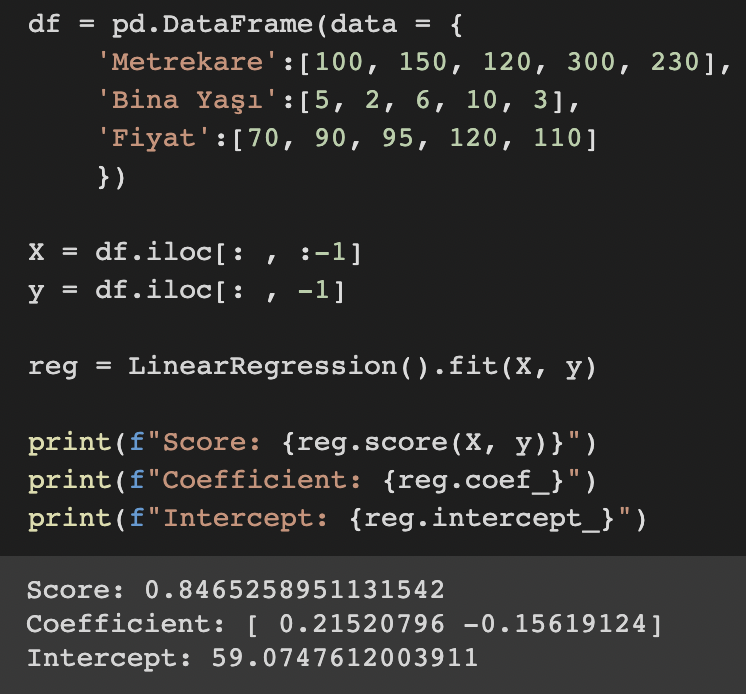 df = pd.DataFrame(data = {
'Metrekare':[100, 150, 120, 300, 230],
'Bina Yaşı':[5, 2, 6, 10, 3],
'Fiyat':[70, 90, 95, 120, 110]
})
X = df.iloc[: , :-1]
y = df.iloc[: , -1]
reg = LinearRegression().fit(X, y)
print(f"Score: {reg.score(X, y)}")
print(f"Coefficient: {reg.coef_}")
print(f"Intercept: {reg.intercept_}")
Score: 0.8465258951131542
Coefficient: [ 0.21520796 -0.15619124]
Intercept: 59.0747612003911